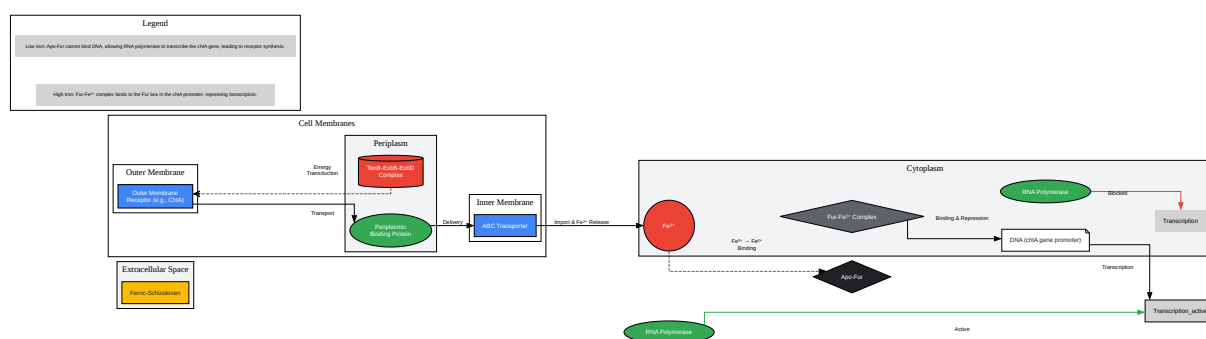 Legend
Low Iron: Apo-Fur cannot bind DNA, allowing RNA polymerase to transcribe the chtA gene, leading to receptor synthesis.
High Iron: Fur-Fe²⁺ complex binds to the Fur box in the chtA promoter, repressing transcription.
Cell Membranes
Periplasm
TonB-ExbB-ExbD
Complex
Energy
Transduction
Outer Membrane
Outer Membrane
Receptor (e.g., ChtA)
Transport
Periplasmic
Binding Protein
Delivery
Inner Membrane
ABC Transporter
Import & Fe³⁺ Release
Extracellular Space
Ferric-Schizokinen
Cytoplasm
RNA Polymerase
Blocked
Transcription
Fe³⁺
Fur-Fe²⁺ Complex
Binding & Repression
DNA (chtA gene promoter)
Fe³⁺ → Fe²⁺
Binding
Apo-Fur
Transcription
Transcription_active
RNA Polymerase
Active